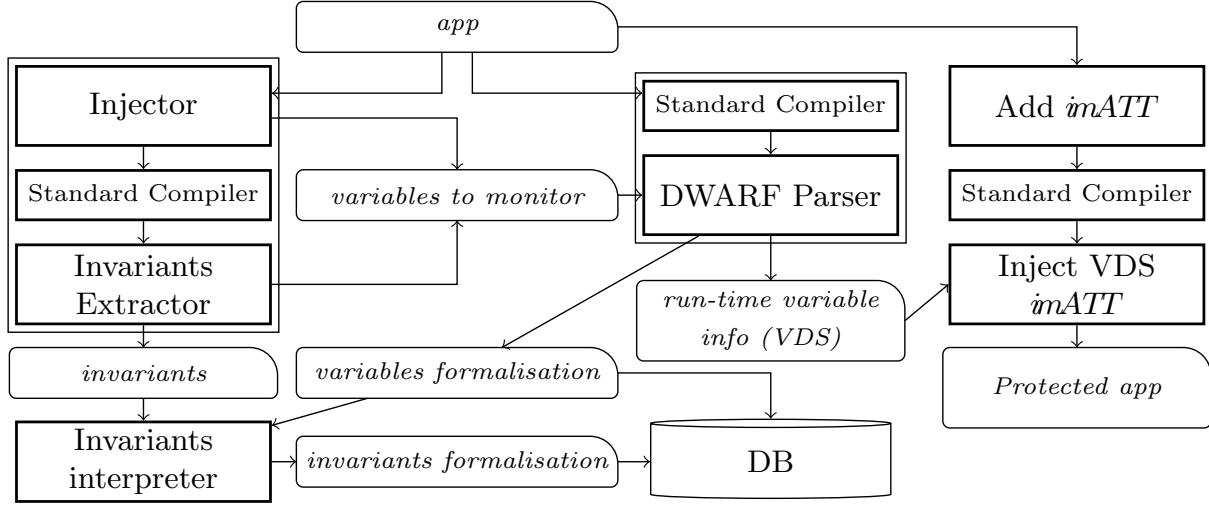 app
Injector
Standard Compiler
Add imATT
Standard Compiler
variables to monitor
DWARF Parser
Standard Compiler
Invariants
Extractor
Inject VDS
imATT
run-time variable
info (VDS)
invariants
variables formalisation
Protected app
Invariants
interpreter
invariants formalisation
DB